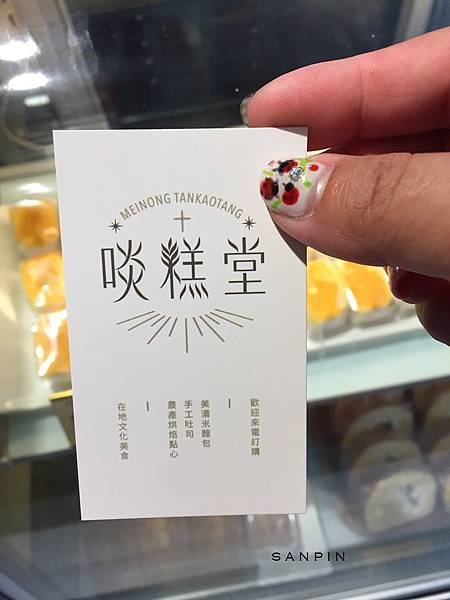 MEINONG TANKAOTANG
啖糕堂
歡迎來電訂購
美濃米麵包
手工吐司
農產烘焙點心
在地文化美食
SANPIN